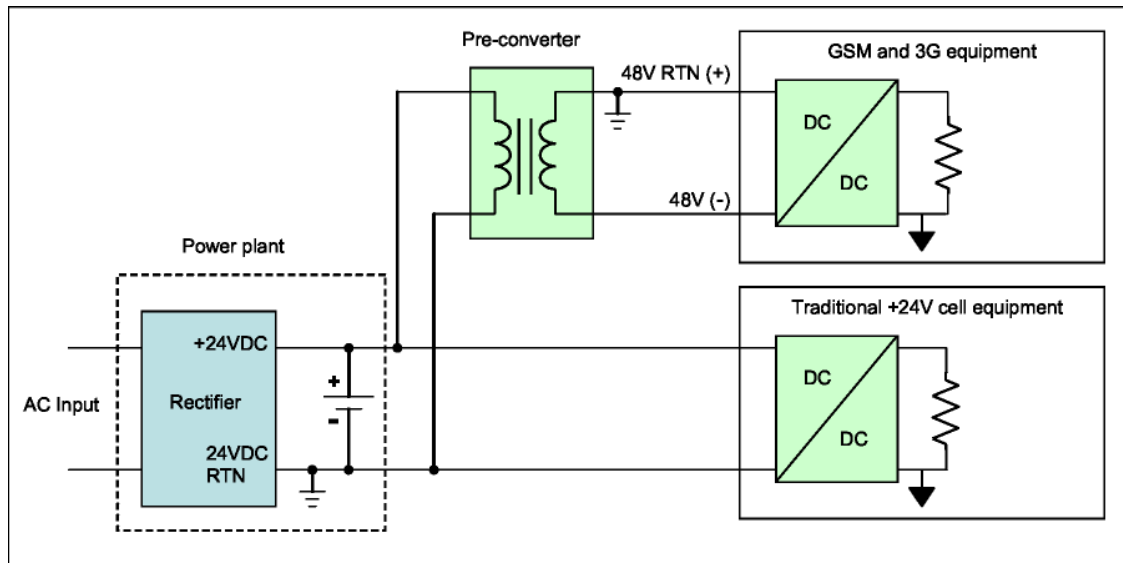 Pre-converter
GSM and 3G equipment
48V RTN (+)
DC
DC
48V (-)
Power plant
Traditional +24V cell equipment
+24VDC
+
DC
AC Input
Rectifier
-
DC
24VDC
RTN